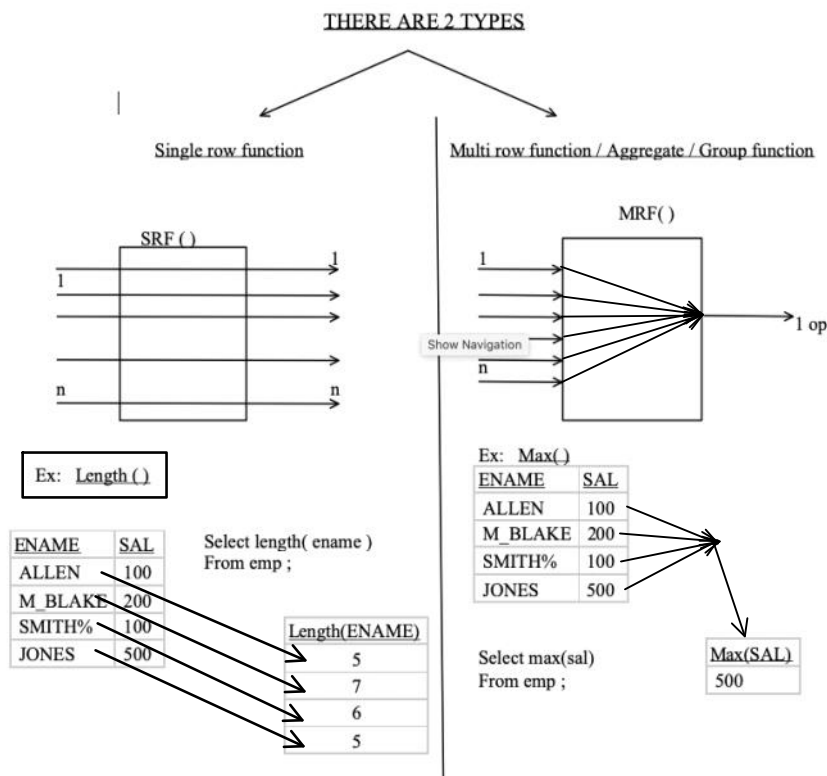 THERE ARE 2 TYPES
Single row function
SRF ( )
1
1
n
n
Ex: Length ( )
ENAME SAL
ALLEN 100
M_BLAKE 200
SMITH% 100
JONES 500
Select length( ename )
From emp ;
Length(ENAME)
5
7
6
5
Multi row function / Aggregate / Group function
MRF( )
1
Show Navigation
n
1 op
Ex: Max( )
ENAME SAL
ALLEN 100
M_BLAKE 200
SMITH% 100
JONES 500
Select max(sal)
From emp ;
Max(SAL)
500